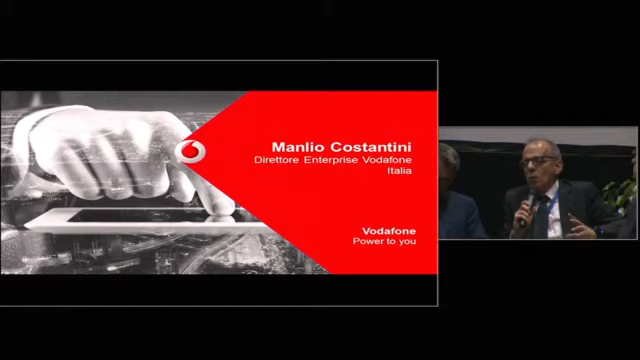 Manlio Costantini
Direttore Enterprise Vodafone
Italia
Vodafone
Power to you